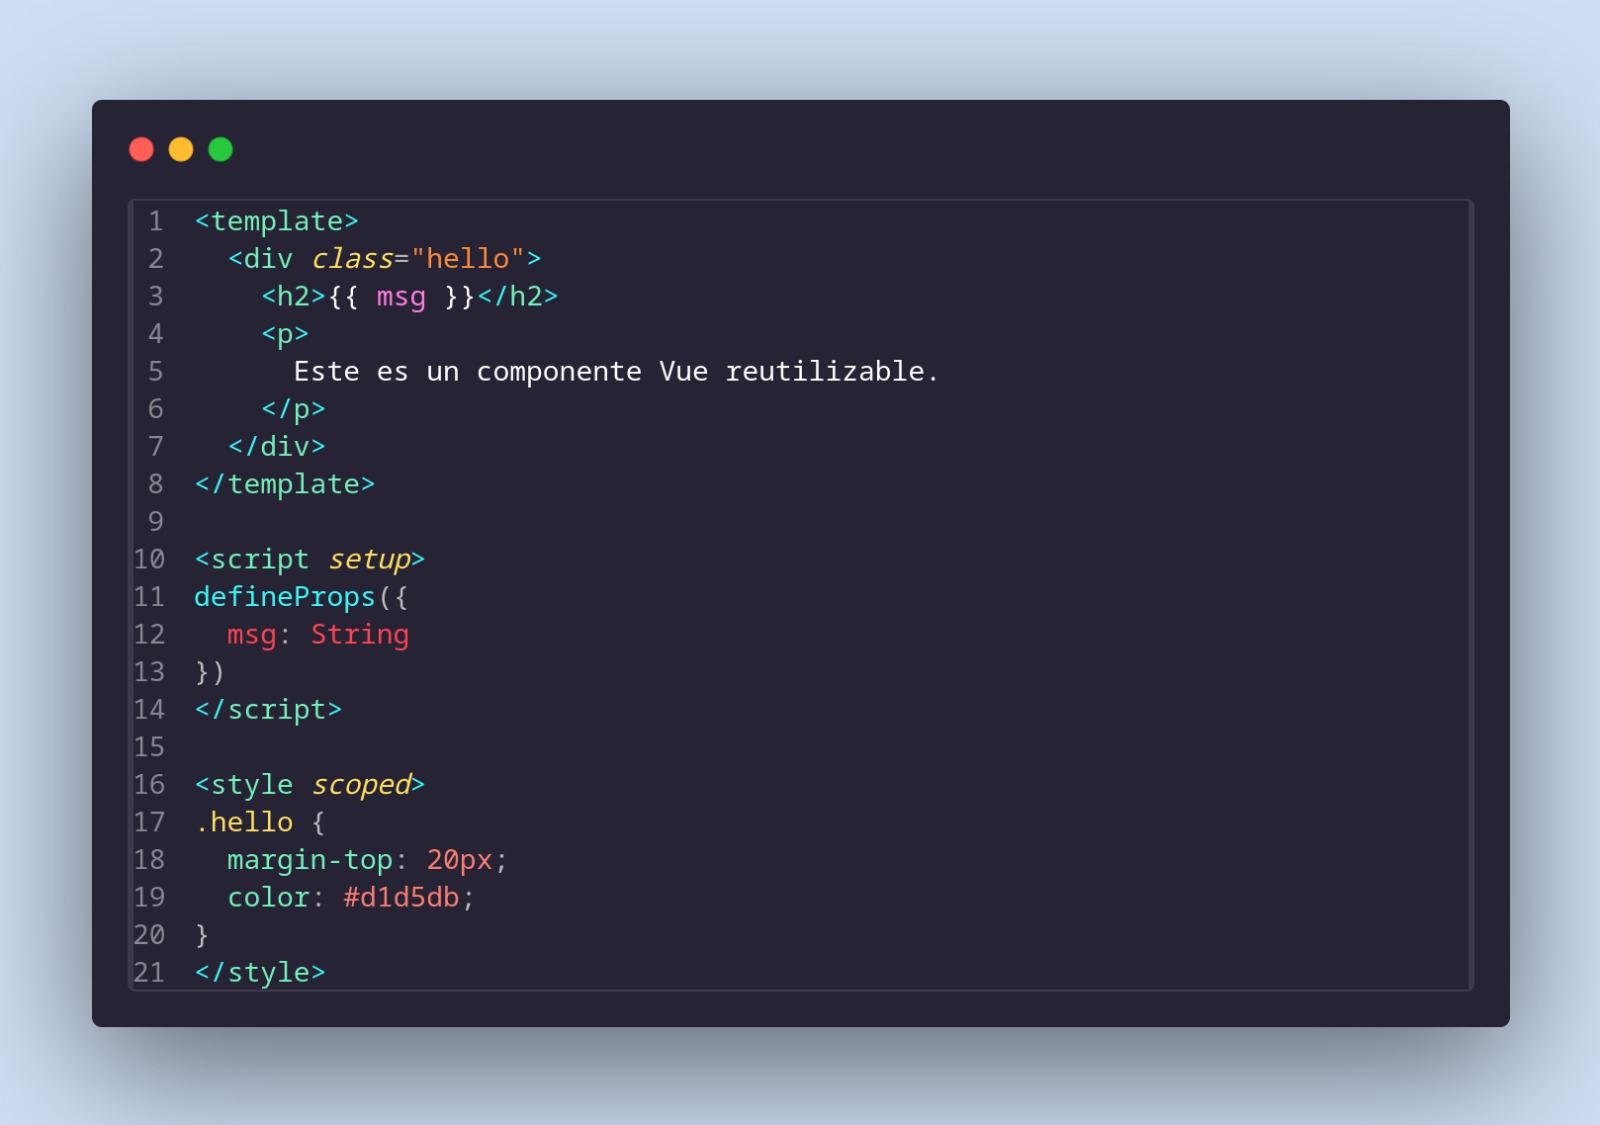 1 <template>
2   <div class="hello">
3     <h2>{{ msg }}</h2>
4     <p>
5       Este es un componente Vue reutilizable.
6     </p>
7   </div>
8 </template>
9
10 <script setup>
11 defineProps({
12   msg: String
13 })
14 </script>
15
16 <style scoped>
17 .hello {
18   margin-top: 20px;
19   color: #d1d5db;
20 }
21 </style>